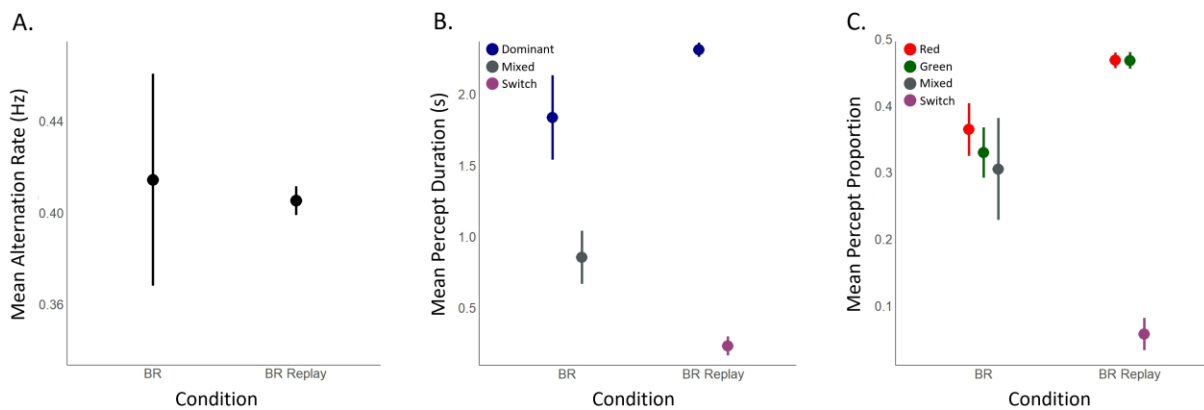 A.
Mean Alternation Rate (Hz)
0.44
0.40
0.36
BR
BR Replay
Condition
B.
Mean Percept Duration (s)
Dominant
Mixed
Switch
2.0
1.5
1.0
0.5
BR
BR Replay
Condition
C.
Mean Percept Proportion
0.5
Red
Green
Mixed
Switch
0.4
0.3
0.2
0.1
BR
BR Replay
Condition